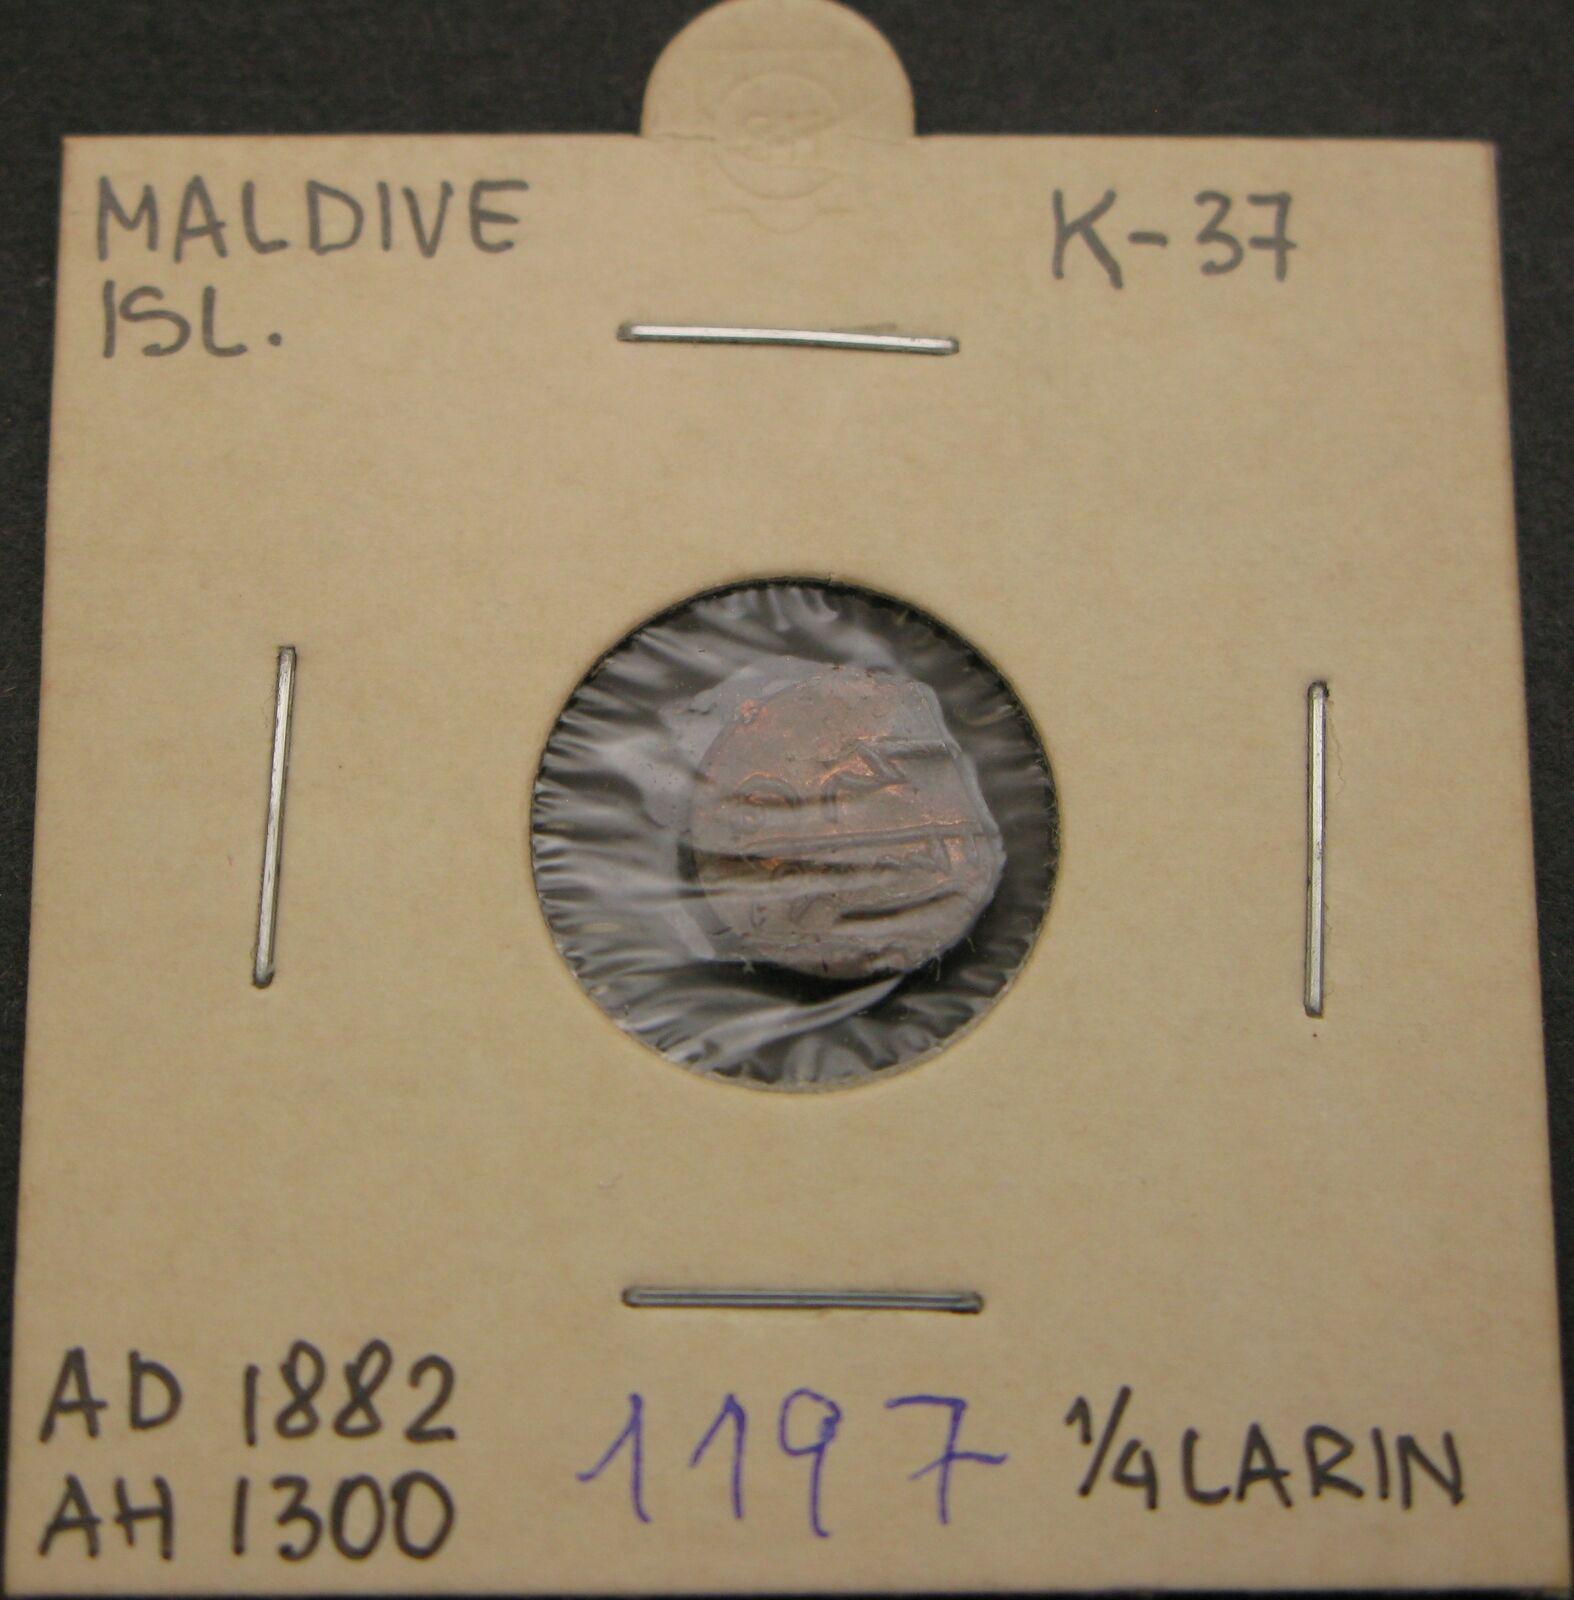 MALDIVE
ISL.
K-37
AD 1882
AH 1300
1197
1/4 LARIN